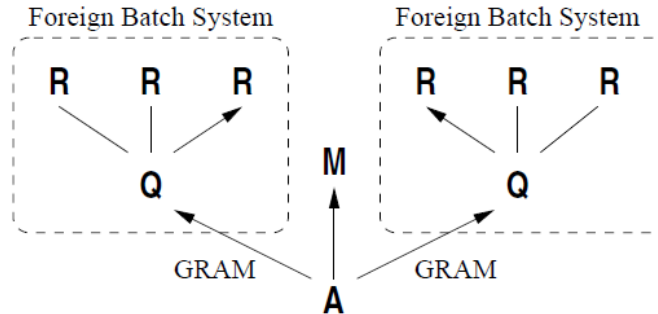 Foreign Batch System Foreign Batch System
R R R R R R
M
Q Q
GRAM GRAM
A